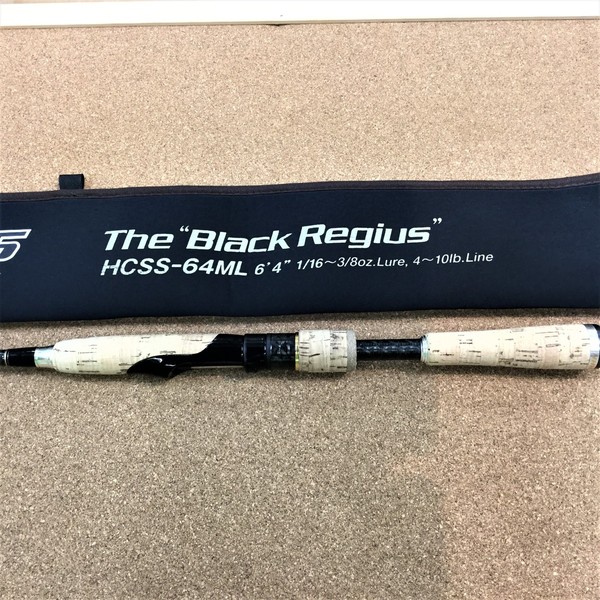 The "Black Regius"
HCSS-64ML 6'4" 1/16~3/8oz.Lure, 4~10lb.Line